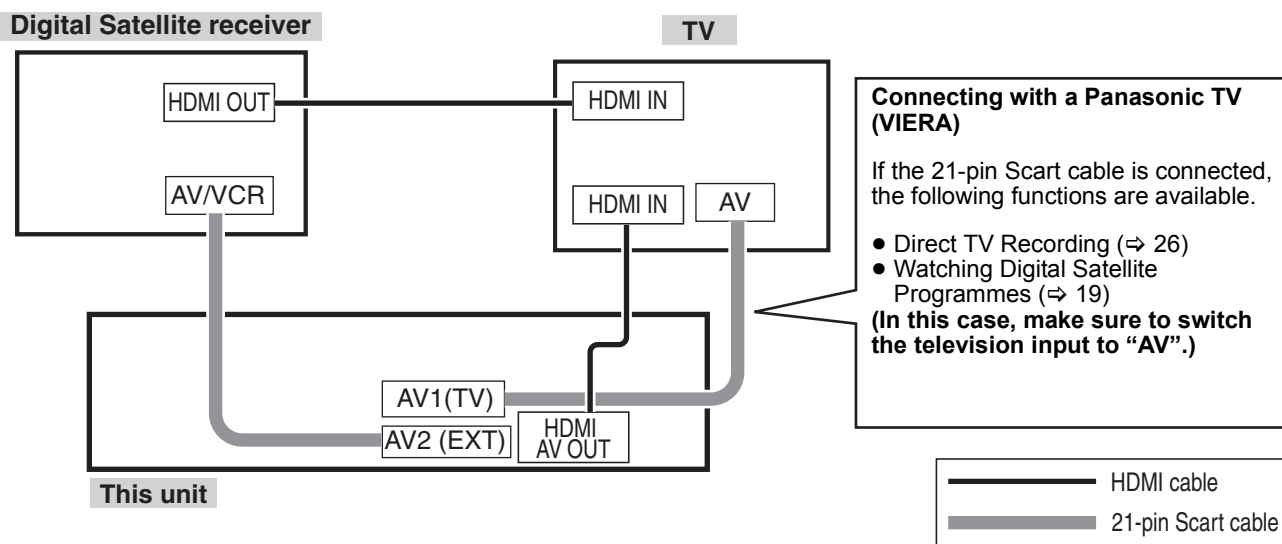 Digital Satellite receiver
TV
HDMI OUT
HDMI IN
AV/VCR
HDMI IN
AV
Connecting with a Panasonic TV
(VIERA)
If the 21-pin Scart cable is connected,
the following functions are available.
● Direct TV Recording (⇨ 26)
● Watching Digital Satellite
Programmes (⇨ 19)
(In this case, make sure to switch
the television input to “AV”.)
AV1(TV)
AV2 (EXT)
HDMI
AV OUT
This unit
HDMI cable
21-pin Scart cable